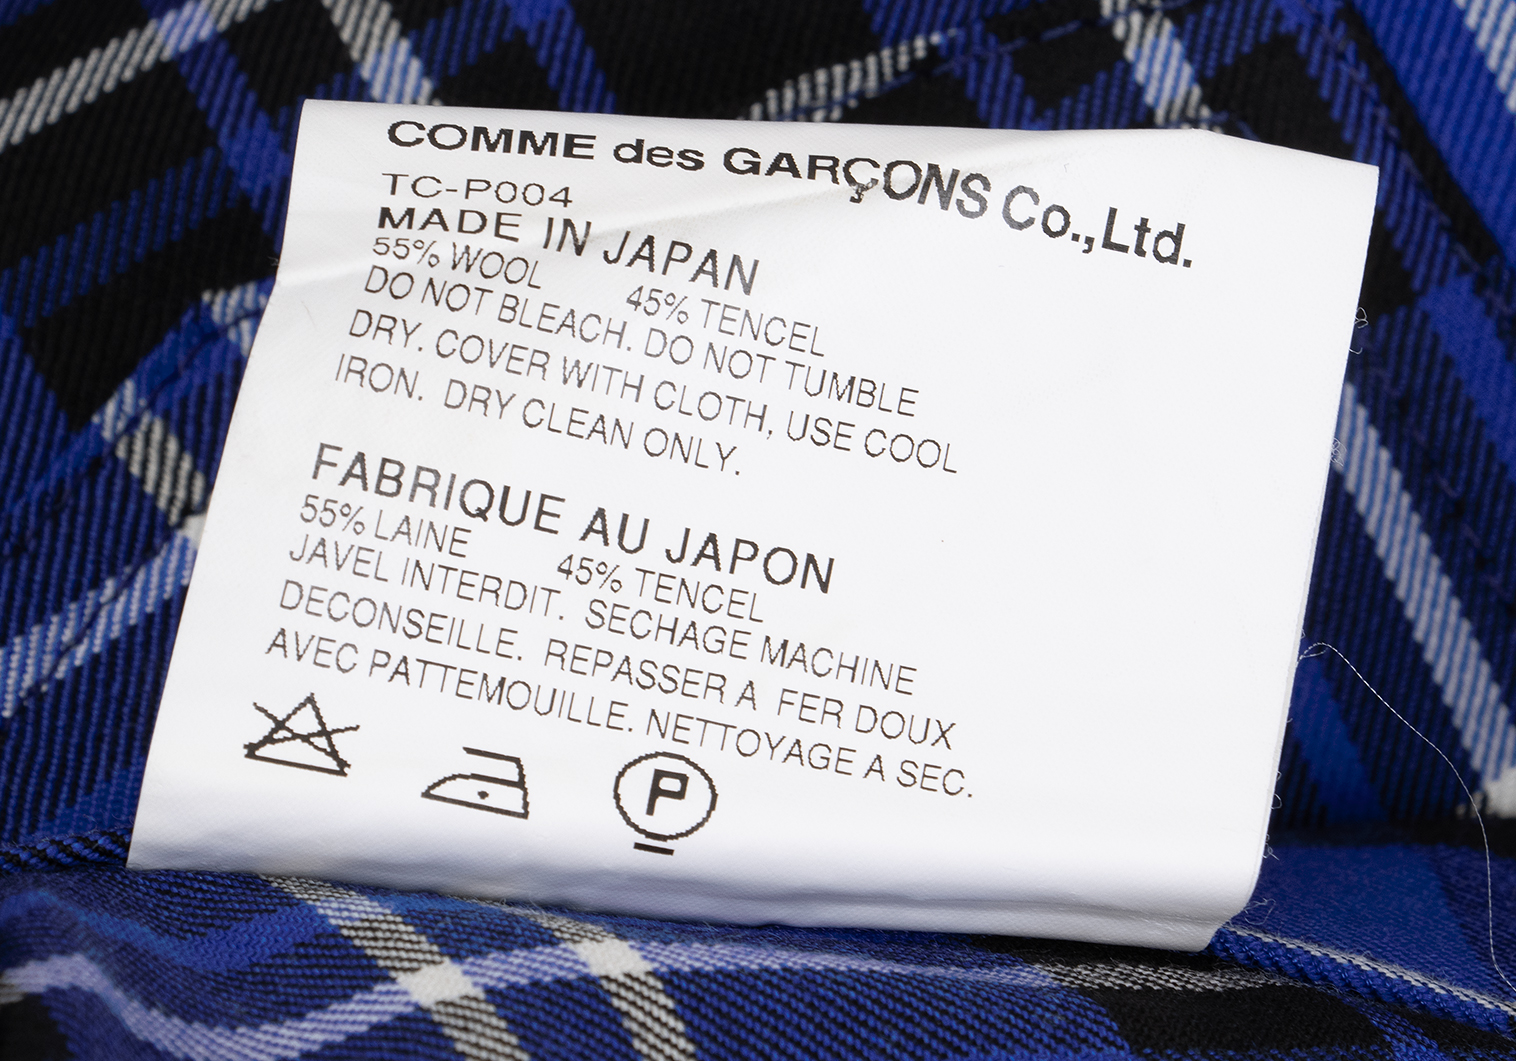 COMME des GARÇONS Co.,Ltd.
TC-P004
MADE IN JAPAN
55% WOOL 45% TENCEL
DO NOT BLEACH. DO NOT TUMBLE
DRY. COVER WITH CLOTH, USE COOL
IRON. DRY CLEAN ONLY.
FABRIQUE AU JAPON
55% LAINE 45% TENCEL
JAVEL INTERDIT. SECHAGE MACHINE
DECONSEILLE. REPASSER A FER DOUX
AVEC PATTEMOUILLE. NETTOYAGE A SEC.
P